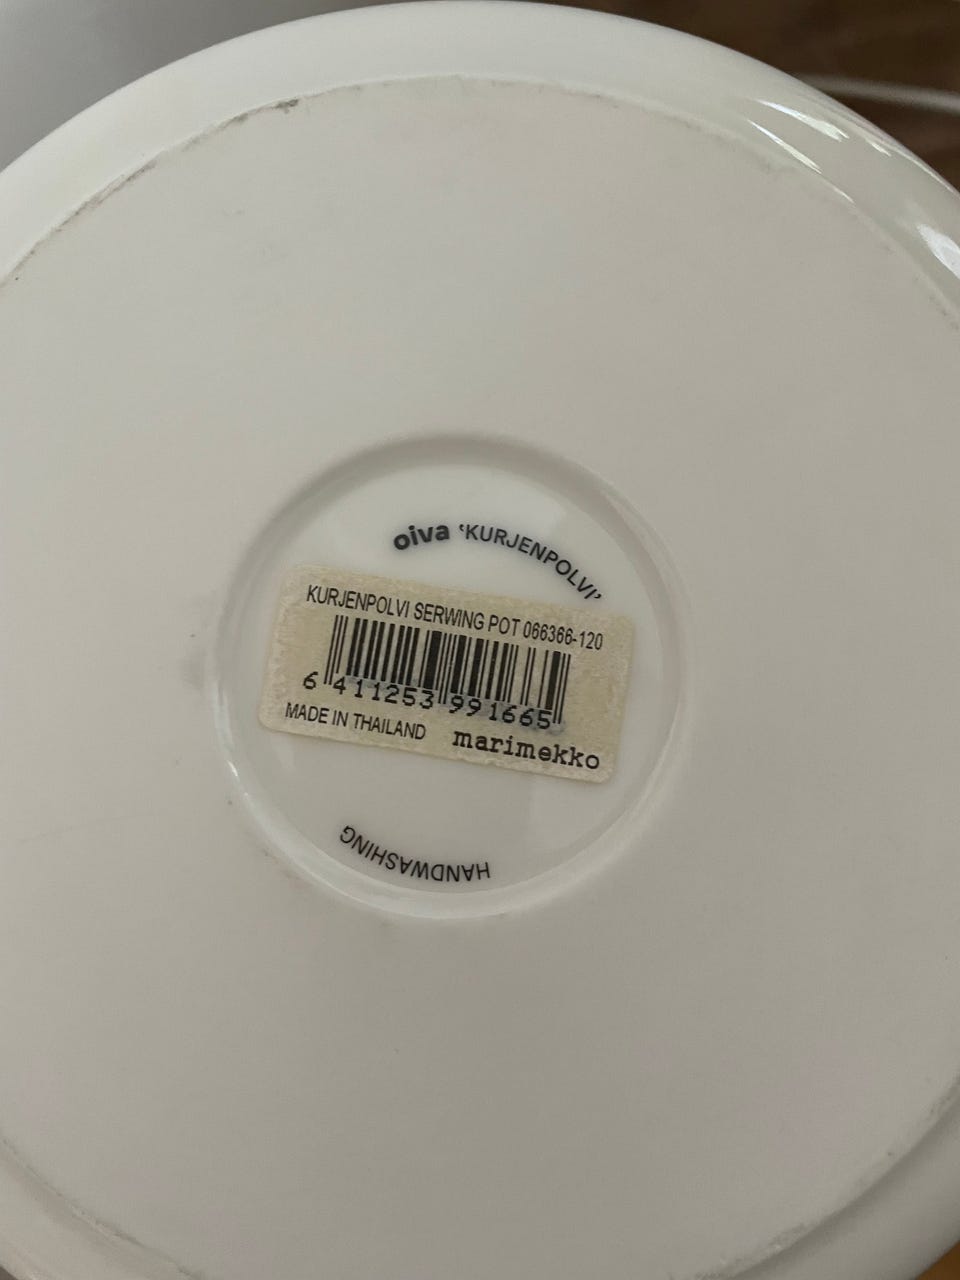 oiva ‘KURJENPOLVI’
KURJENPOLVI SERWING POT 066366-120
6 411253 991665
MADE IN THAILAND marimekko
HANDWASHING